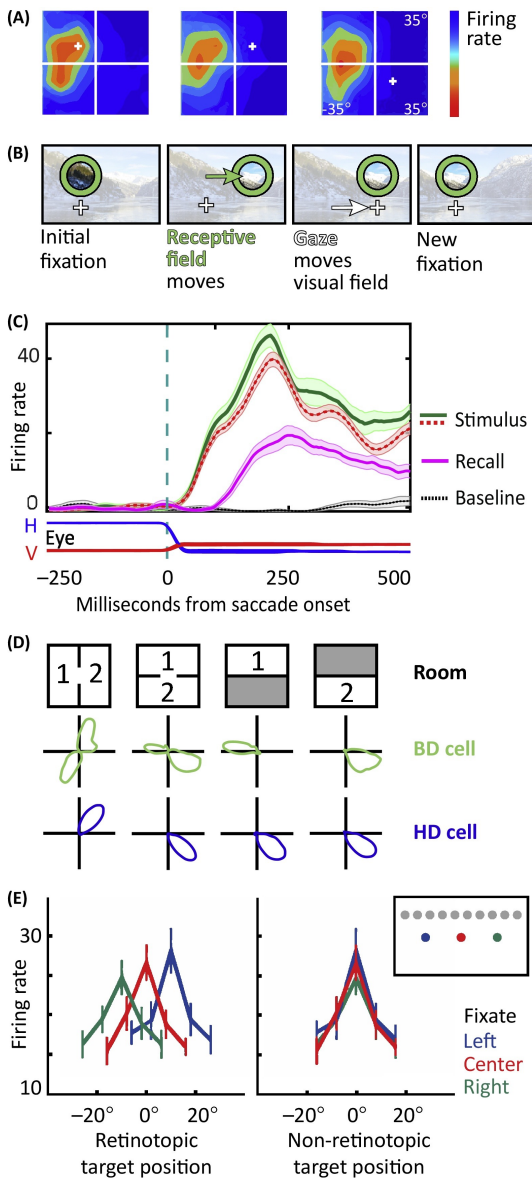 (A)
35°
-35°
35°
Firing
rate
(B)
Initial
fixation
Receptive
field
moves
Gaze
moves
visual field
New
fixation
(C)
Firing rate
40
0
Stimulus
Recall
Baseline
H
Eye
V
−250
0
250
500
Milliseconds from saccade onset
(D)
1 2
1
2
1
2
Room
BD cell
HD cell
(E)
Firing rate
30
10
−20° 0° 20°
Retinotopic
target position
−20° 0° 20°
Non-retinotopic
target position
Fixate
Left
Center
Right